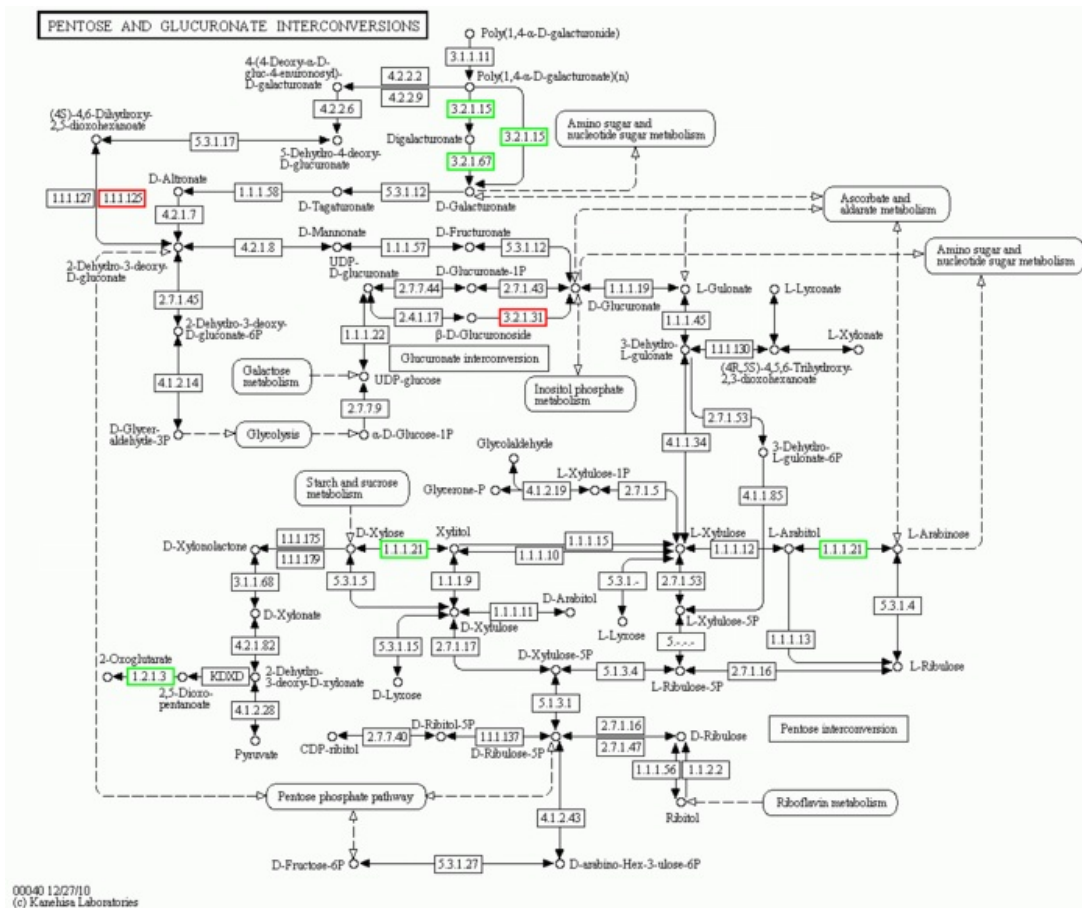 PENTOSE AND GLUCURONATE INTERCONVERSIONS
Poly(1,4-α-D-galacturonide)
3.1.1.11
4-(4-Deoxy-α-D-
gluc-4-enuronosyl)-
D-galacturonate
4.2.2.2
4.2.2.9
Poly(1,4-α-D-galacturonate)(n)
4.2.2.6
3.2.1.15
3.2.1.15
(4S)-4,6-Dihydroxy-
2,5-dioxohexanoate
5.3.1.17
5-Dehydro-4-deoxy-
D-glucuronate
Digalacturonate
3.2.1.67
Amino sugar and
nucleotide sugar metabolism
1.1.1.127
1.1.1.125
D-Altronate
1.1.1.58
D-Tagaturonate
5.3.1.12
D-Galacturonate
Ascorbate and
aldarate metabolism
4.2.1.7
4.2.1.8
D-Mannonate
1.1.1.57
D-Fructuronate
5.3.1.12
Amino sugar and
nucleotide sugar metabolism
2-Dehydro-3-deoxy-
D-gluconate
UDP-
D-glucuronate
2.7.7.44
D-Glucuronate-1P
2.7.1.43
D-Glucuronate
1.1.1.19
L-Gulonate
L-Lyxonate
2.7.1.45
2.4.1.17
β-D-Glucuronoside
3.2.1.31
1.1.1.45
2-Dehydro-3-deoxy-
D-gluconate-6P
1.1.1.22
Glucuronate interconversion
3-Dehydro-
L-gulonate
1.1.1.130
L-Xylonate
(4R,5S)-4,5,6-Trihydroxy-
2,3-dioxohexanoate
4.1.2.14
Galactose
metabolism
UDP-glucose
Inositol phosphate
metabolism
2.7.7.9
2.7.1.53
D-Glycer-
aldehyde-3P
Glycolysis
α-D-Glucose-1P
4.1.1.34
3-Dehydro-
L-gulonate-6P
Glycolaldehyde
Glycerone-P
4.1.2.19
L-Xylulose-1P
2.7.1.5
4.1.1.85
Starch and sucrose
metabolism
D-Xylonolactone
1.1.1.175
1.1.1.179
D-Xylose
1.1.1.21
Xylitol
1.1.1.15
1.1.1.10
L-Xylulose
1.1.1.12
L-Arabitol
1.1.1.21
L-Arabinose
3.1.1.68
5.3.1.5
1.1.1.9
5.3.1.-
2.7.1.53
D-Xylonate
D-Xylulose
1.1.1.11
D-Arabitol
L-Lyxose
L-Xylulose-5P
5.3.1.4
4.2.1.82
5.3.1.15
2.7.1.17
5.-.-.-
1.1.1.13
2-Oxoglutarate
1.2.1.3
2,5-Dioxo-
pentanoate
KDXD
2-Dehydro-
3-deoxy-D-xylonate
D-Lyxose
D-Xylulose-5P
5.1.3.4
L-Ribulose-5P
2.7.1.16
L-Ribulose
4.1.2.28
Pyruvate
5.1.3.1
CDP-ribitol
2.7.7.40
D-Ribitol-5P
1.1.1.137
D-Ribulose-5P
2.7.1.16
2.7.1.47
D-Ribulose
Pentose interconversion
1.1.1.56
1.1.2.2
Pentose phosphate pathway
Ribitol
Riboflavin metabolism
4.1.2.43
D-Fructose-6P
5.3.1.27
D-arabino-Hex-3-ulose-6P
00040 12/27/10
(c) Kanehisa Laboratories